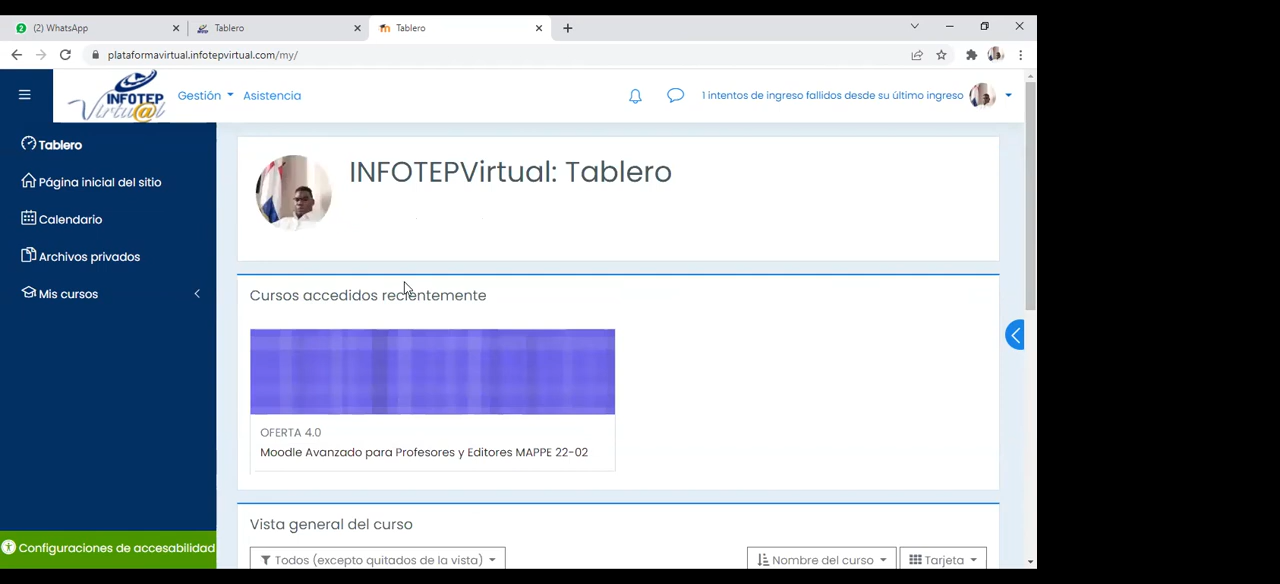 (2) WhatsApp
Tablero
Tablero
plataformavirtual.infotepvirtual.com/my/
INFOTEP
Virtu@l
Gestión
Asistencia
1 intentos de ingreso fallidos desde su último ingreso
Tablero
Página inicial del sitio
Calendario
Archivos privados
Mis cursos
Configuraciones de accesabilidad
INFOTEPVirtual: Tablero
Cursos accedidos recientemente
OFERTA 4.0
Moodle Avanzado para Profesores y Editores MAPPE 22-02
Vista general del curso
Todos (excepto quitados de la vista)
Nombre del curso
Tarjeta